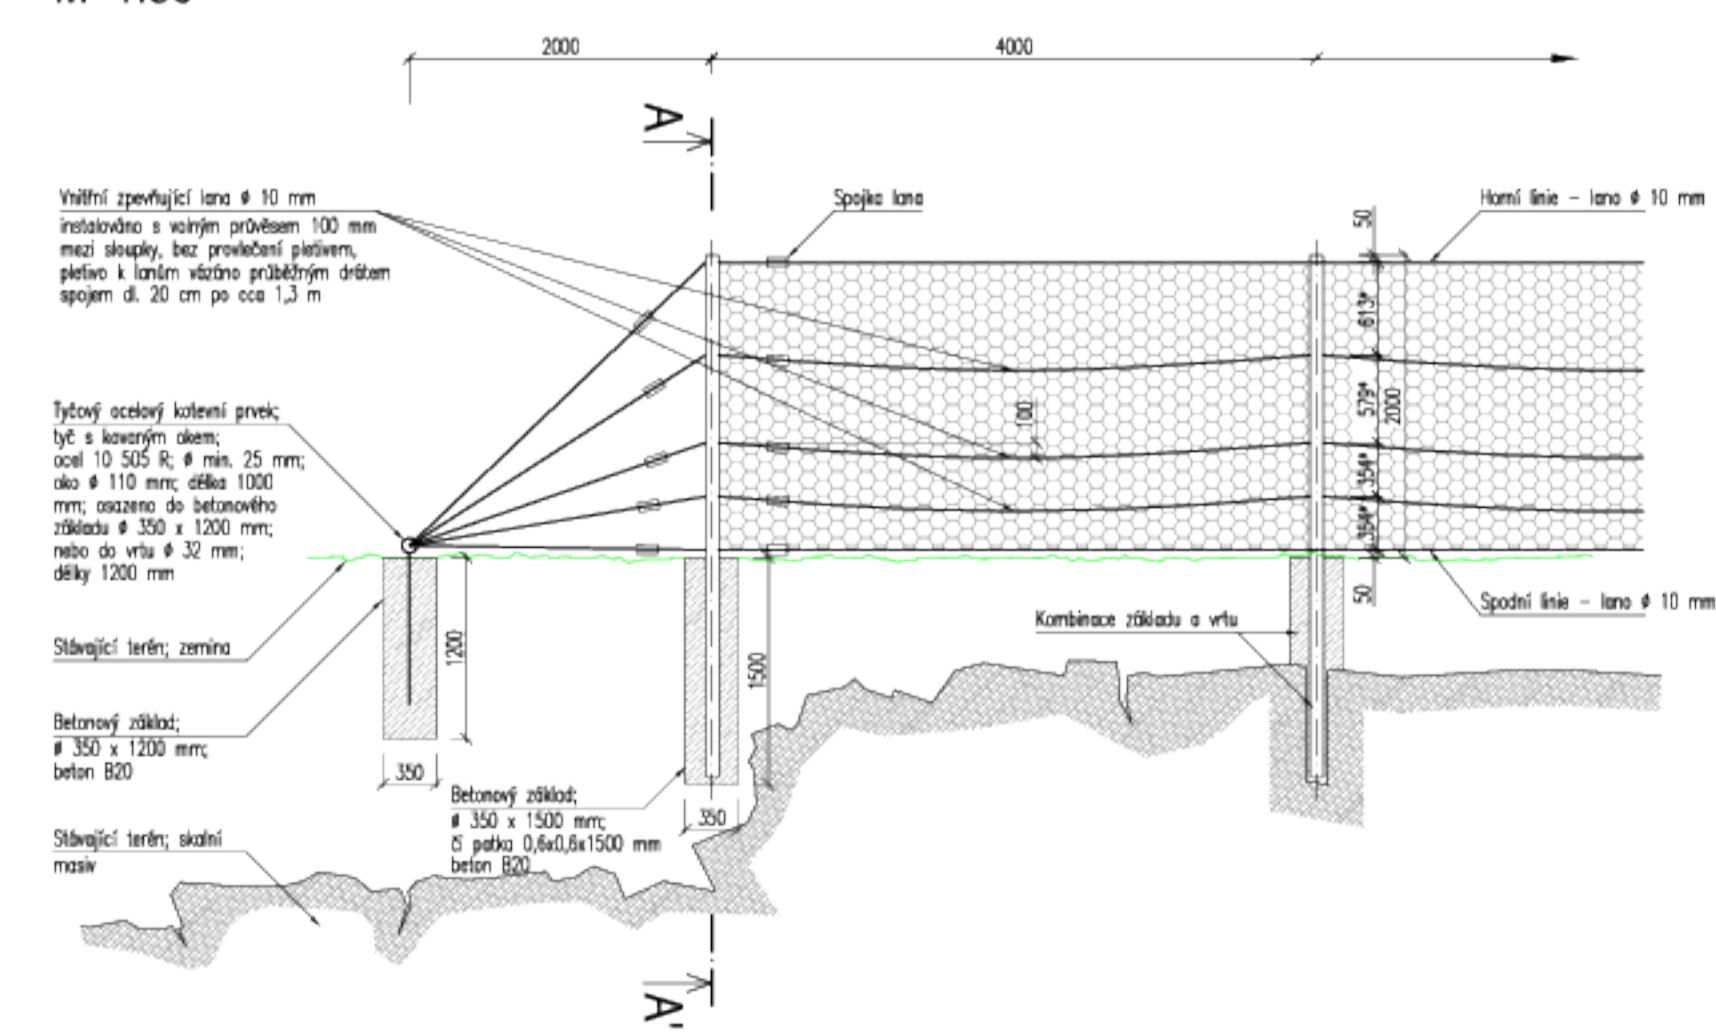 2000
4000
A
Vnitřní zpevňující lana ø 10 mm
instalováno s volným průvěsem 100 mm
mezi sloupky, bez provlečení pletivem,
pletivo k lanům vázáno průběžným drátem
spojem dl. 20 cm po cca 1,3 m
Spojka lana
Horní linie - lano ø 10 mm
50
613*
579*
2000
354*
354*
50
100
Tyčový ocelový kotevní prvek;
tyč s kovaným okem;
ocel 10 505 R; ø min. 25 mm;
oko ø 110 mm; délka 1000
mm; osazeno do betonového
základu ø 350 x 1200 mm;
nebo do vrtu ø 32 mm;
délky 1200 mm
Spodní linie - lano ø 10 mm
Kombinace základu a vrtu
Stávající terén; zemina
1200
1500
Betonový základ;
ø 350 x 1200 mm;
beton B20
350
Betonový základ;
ø 350 x 1500 mm;
či patka 0,6x0,6x1500 mm
beton B20
350
Stávající terén; skalní
masiv
A'